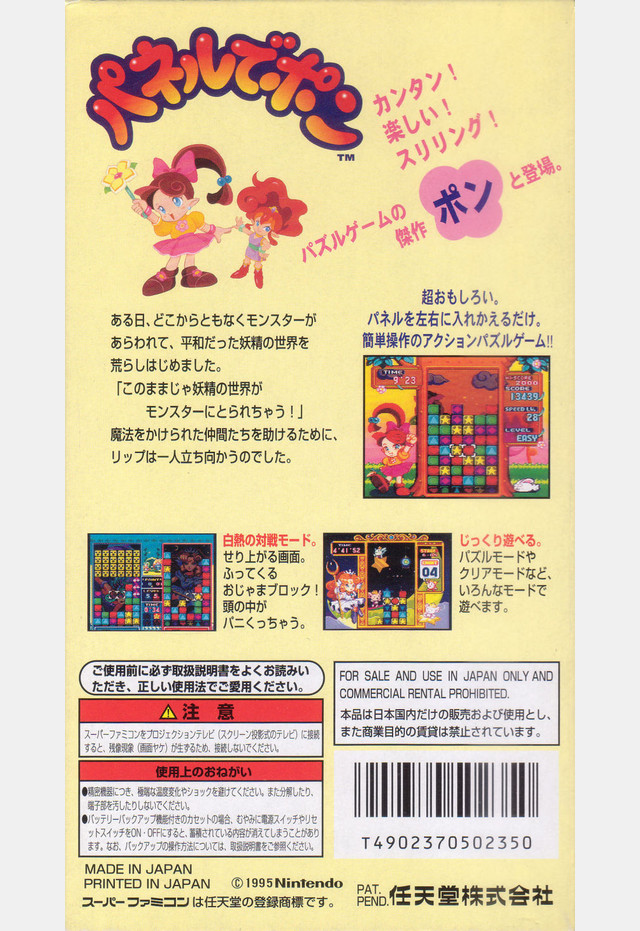 パネルでポン
TM
カンタン!
楽しい!
スリリング!
パズルゲームの
傑作
ポン
と登場。
ある日、どこからともなくモンスターが
あらわれて、平和だった妖精の世界を
荒らしはじめました。
「このままじゃ妖精の世界が
モンスターにとられちゃう!」
魔法をかけられた仲間たちを助けるために、
リップは一人立ち向かうのでした。
超おもしろい。
パネルを左右に入れかえるだけ。
簡単操作のアクションパズルゲーム!!
TIME
9'23
2000
SCORE
13439
SPEED LV.
28
LEVEL
EASY
白熱の対戦モード。
せり上がる画面。
ふってくる
おじゃまブロック!
頭の中が
パニくっちゃう。
TIME
0'34
じっくり遊べる。
パズルモードや
クリアモードなど、
いろんなモードで
遊べます。
TIME
4'41'52
STAGE
04
ご使用前に必ず取扱説明書をよくお読みい
ただき、正しい使用法でご愛用ください。
注意
スーパーファミコンをプロジェクションテレビ(スクリーン投影式のテレビ)に接続
すると、残像現象(画面ヤケ)が生ずるため、接続しないでください。
使用上のおねがい
●精密機器につき、極端な温度変化やショックを避けてください。また分解したり、
端子部を汚したりしないでください。
●バッテリーバックアップ機能付きのカセットの場合、むやみに電源スイッチやリセ
ットスイッチをON・OFFにすると、蓄積されている内容が消えてしまうことがありま
す。なお、バックアップの操作方法については、取扱説明書をご参照ください。
FOR SALE AND USE IN JAPAN ONLY AND
COMMERCIAL RENTAL PROHIBITED.
本品は日本国内だけの販売および使用とし、
また商業目的の賃貸は禁止されています。
T4902370502350
MADE IN JAPAN
PRINTED IN JAPAN
©1995 Nintendo
スーパーファミコンは任天堂の登録商標です。
PAT.
PEND.
任天堂株式会社